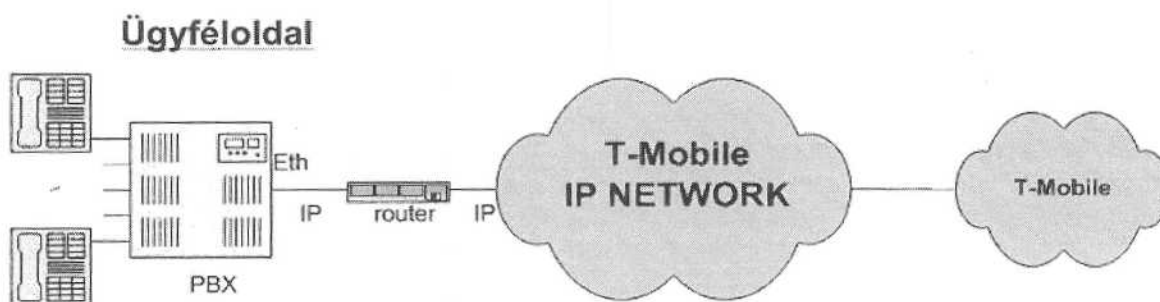 Ügyféloldal
Eth
IP
router
IP
PBX
T-Mobile
IP NETWORK
T-Mobile